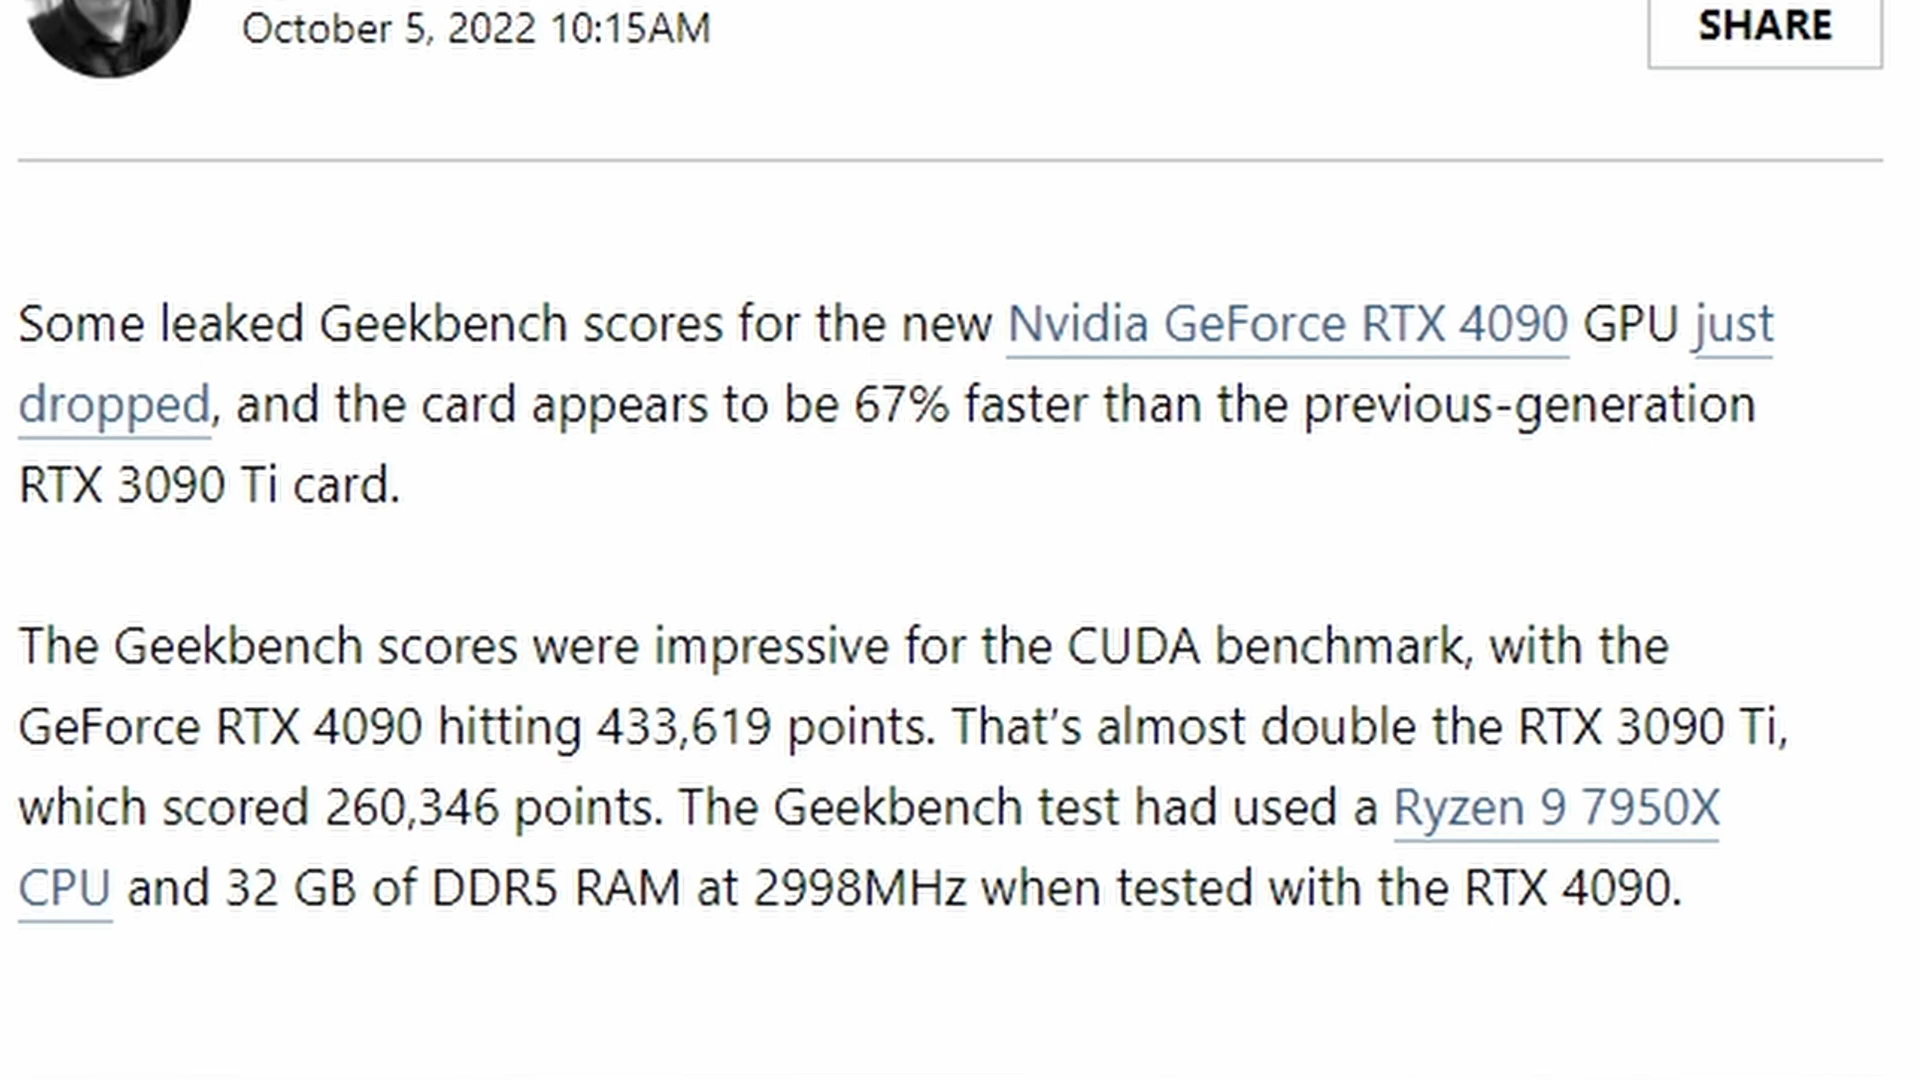 October 5, 2022 10:15AM
SHARE
Some leaked Geekbench scores for the new Nvidia GeForce RTX 4090 GPU just
dropped, and the card appears to be 67% faster than the previous-generation
RTX 3090 Ti card.
The Geekbench scores were impressive for the CUDA benchmark, with the
GeForce RTX 4090 hitting 433,619 points. That’s almost double the RTX 3090 Ti,
which scored 260,346 points. The Geekbench test had used a Ryzen 9 7950X
CPU and 32 GB of DDR5 RAM at 2998MHz when tested with the RTX 4090.